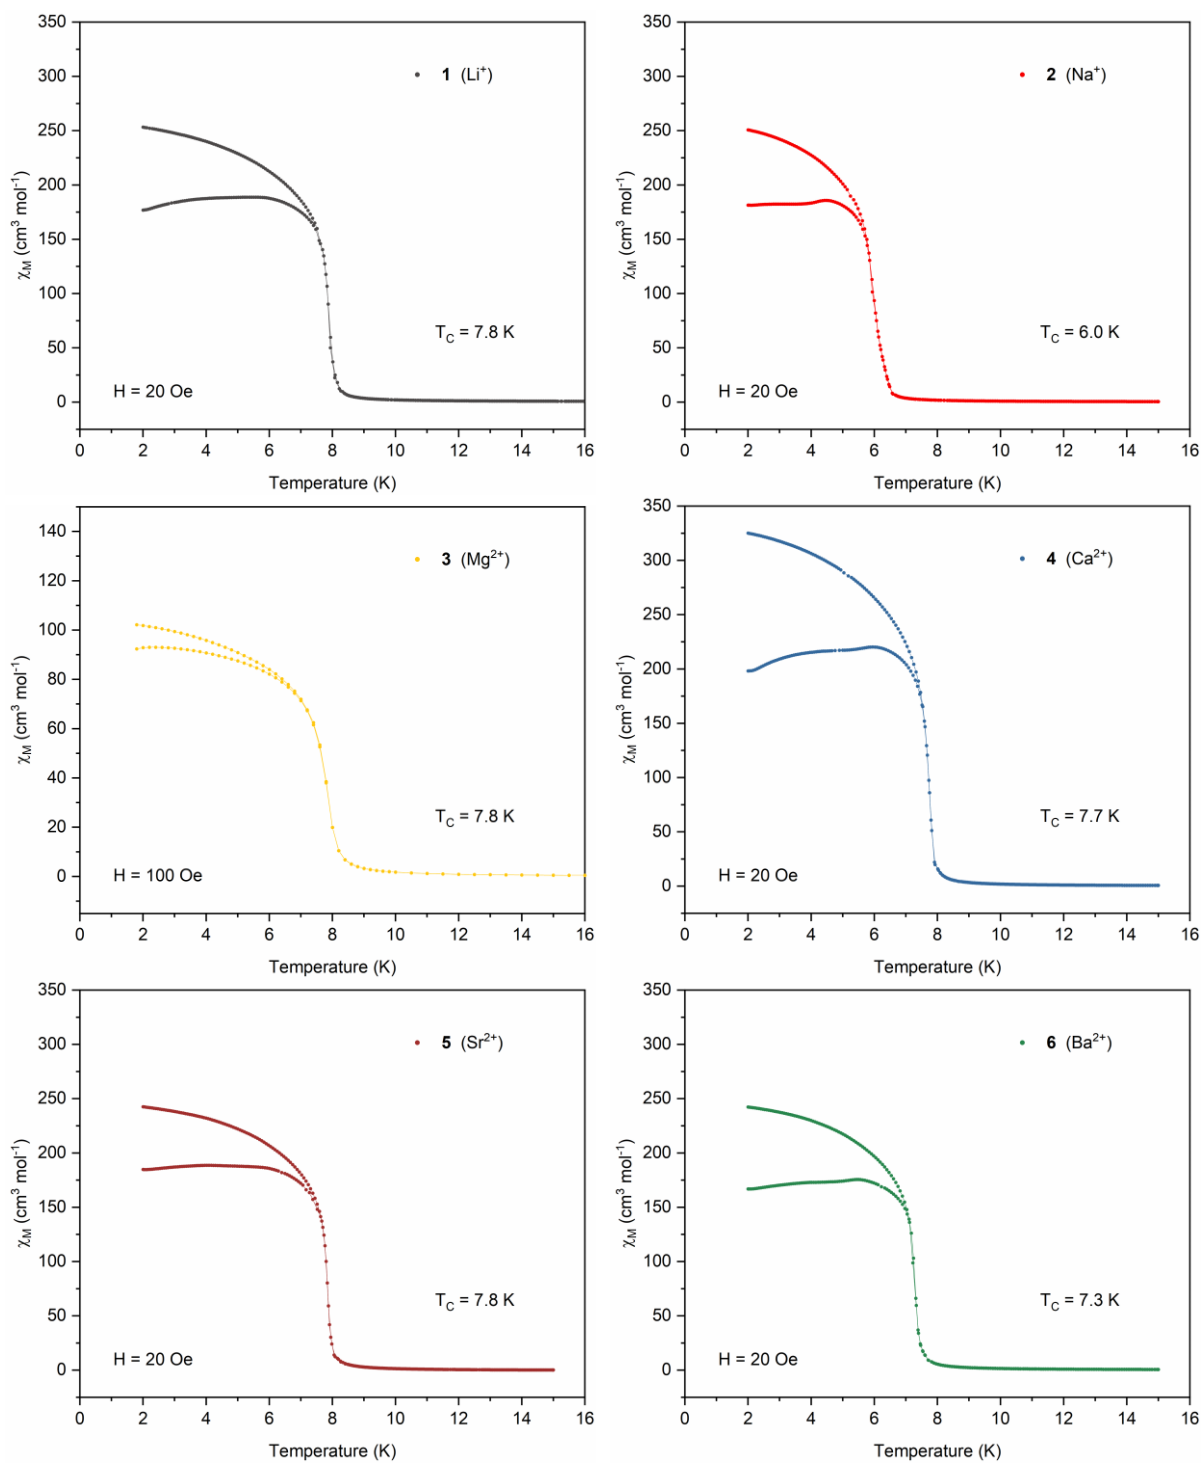 350
300
250
200
150
100
50
0
χM (cm³ mol⁻¹)
1 (Li⁺)
TC = 7.8 K
H = 20 Oe
0 2 4 6 8 10 12 14 16
Temperature (K)
350
300
250
200
150
100
50
0
χM (cm³ mol⁻¹)
2 (Na⁺)
TC = 6.0 K
H = 20 Oe
0 2 4 6 8 10 12 14 16
Temperature (K)
140
120
100
80
60
40
20
0
χM (cm³ mol⁻¹)
3 (Mg²⁺)
TC = 7.8 K
H = 100 Oe
0 2 4 6 8 10 12 14 16
Temperature (K)
350
300
250
200
150
100
50
0
χM (cm³ mol⁻¹)
4 (Ca²⁺)
TC = 7.7 K
H = 20 Oe
0 2 4 6 8 10 12 14 16
Temperature (K)
350
300
250
200
150
100
50
0
χM (cm³ mol⁻¹)
5 (Sr²⁺)
TC = 7.8 K
H = 20 Oe
0 2 4 6 8 10 12 14 16
Temperature (K)
350
300
250
200
150
100
50
0
χM (cm³ mol⁻¹)
6 (Ba²⁺)
TC = 7.3 K
H = 20 Oe
0 2 4 6 8 10 12 14 16
Temperature (K)